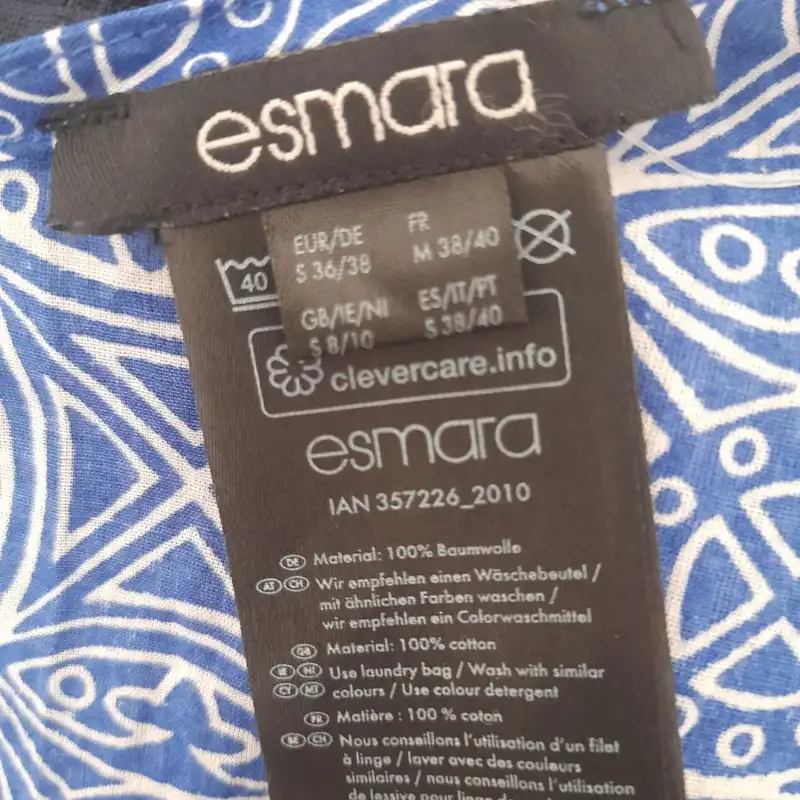 esmara
EUR/DE
S 36/38
FR
M 38/40
GB/IE/NI
S 8/10
ES/IT/PT
S 38/40
40
clevercare.info
esmara
IAN 357226_2010
DE Material: 100% Baumwolle
AT CH Wir empfehlen einen Wäschebeutel /
mit ähnlichen Farben waschen /
wir empfehlen ein Colorwaschmittel
GB Material: 100% cotton
IE NI Use laundry bag / Wash with similar
CY MT colours / Use colour detergent
FR Matière : 100 % coton
BE CH Nous conseillons l'utilisation d'un filet
à linge / laver avec des couleurs
similaires / nous conseillons l'utilisation
de lessive pour linge